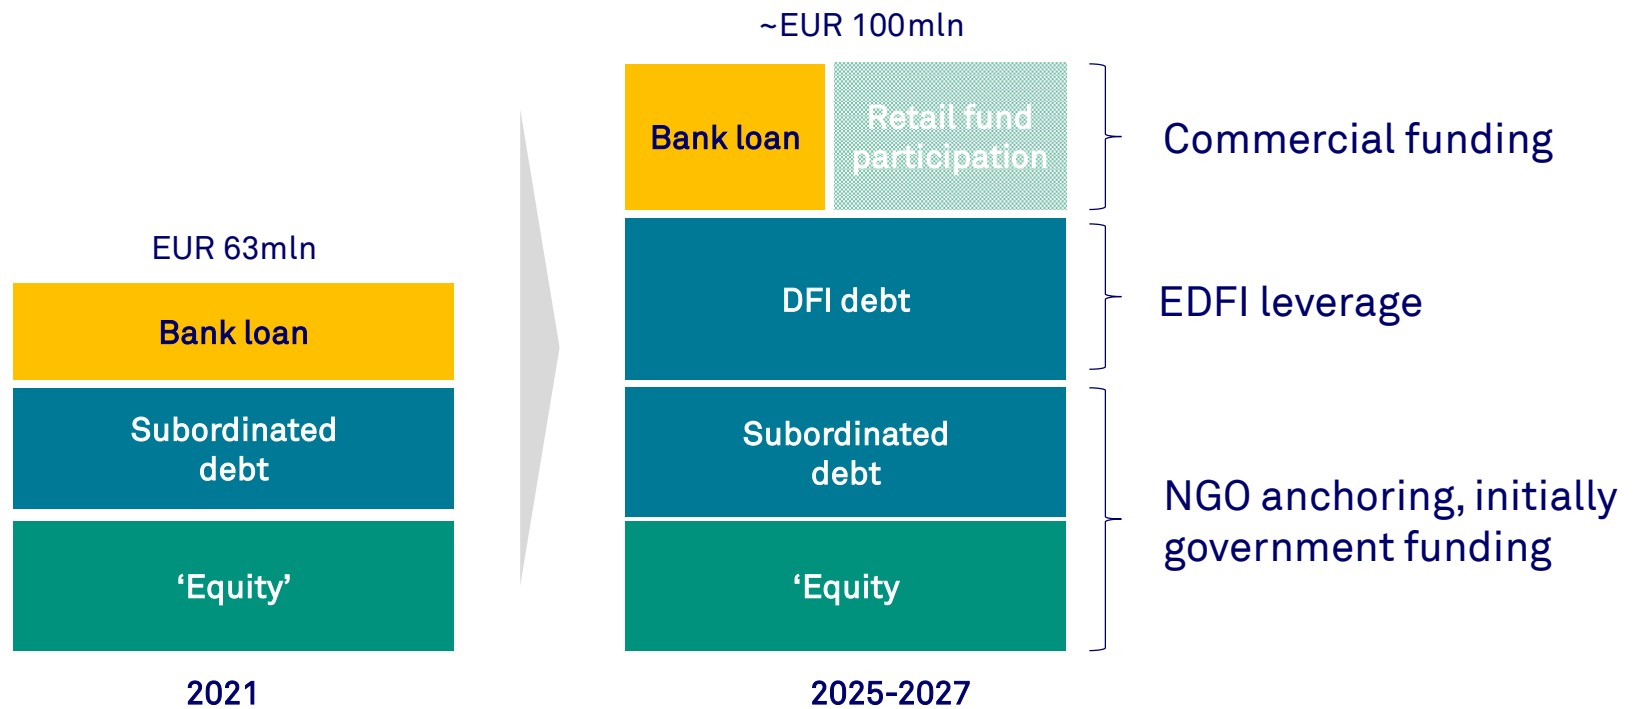 ~EUR 100mln
Bank loan
Retail fund
participation
Commercial funding
EUR 63mln
Bank loan
DFI debt
EDFI leverage
Subordinated
debt
Subordinated
debt
NGO anchoring, initially
government funding
‘Equity’
‘Equity
2021
2025-2027